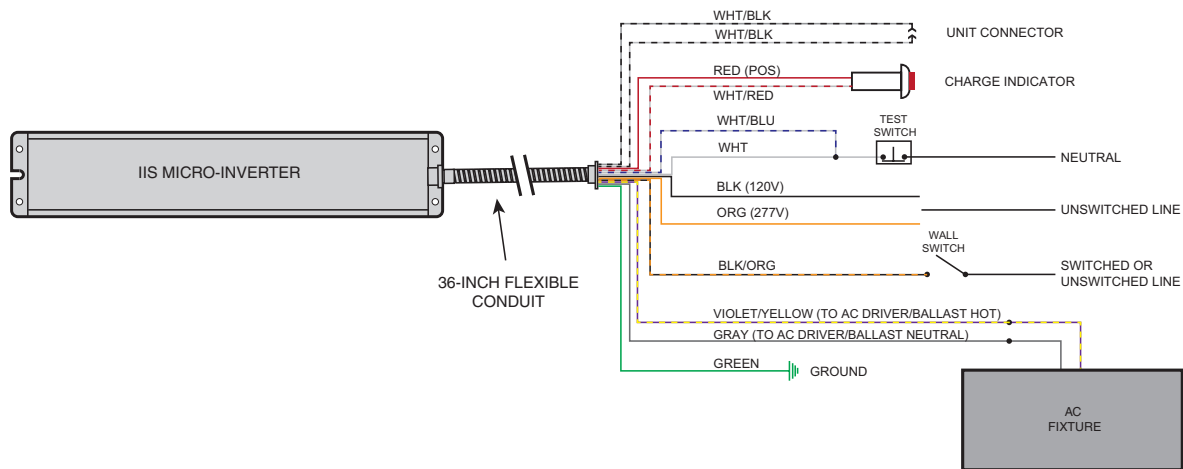 WHT/BLK
WHT/BLK
UNIT CONNECTOR
RED (POS)
CHARGE INDICATOR
WHT/RED
WHT/BLU
TEST
SWITCH
WHT
NEUTRAL
IIS MICRO-INVERTER
BLK (120V)
ORG (277V)
UNSWITCHED LINE
WALL
SWITCH
BLK/ORG
SWITCHED OR
UNSWITCHED LINE
36-INCH FLEXIBLE
CONDUIT
VIOLET/YELLOW (TO AC DRIVER/BALLAST HOT)
GRAY (TO AC DRIVER/BALLAST NEUTRAL)
GREEN
GROUND
AC
FIXTURE